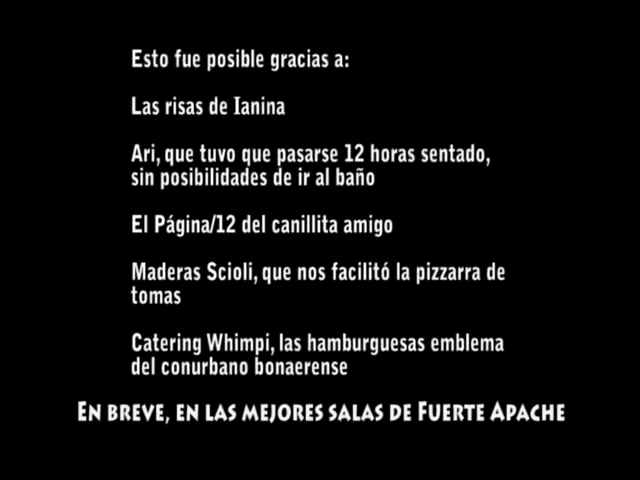 Esto fue posible gracias a:
Las risas de Ianina
Ari, que tuvo que pasarse 12 horas sentado,
sin posibilidades de ir al baño
El Página/12 del canillita amigo
Maderas Scioli, que nos facilitó la pizzarra de
tomas
Catering Whimpi, las hamburguesas emblema
del conurbano bonaerense
EN BREVE, EN LAS MEJORES SALAS DE FUERTE APACHE